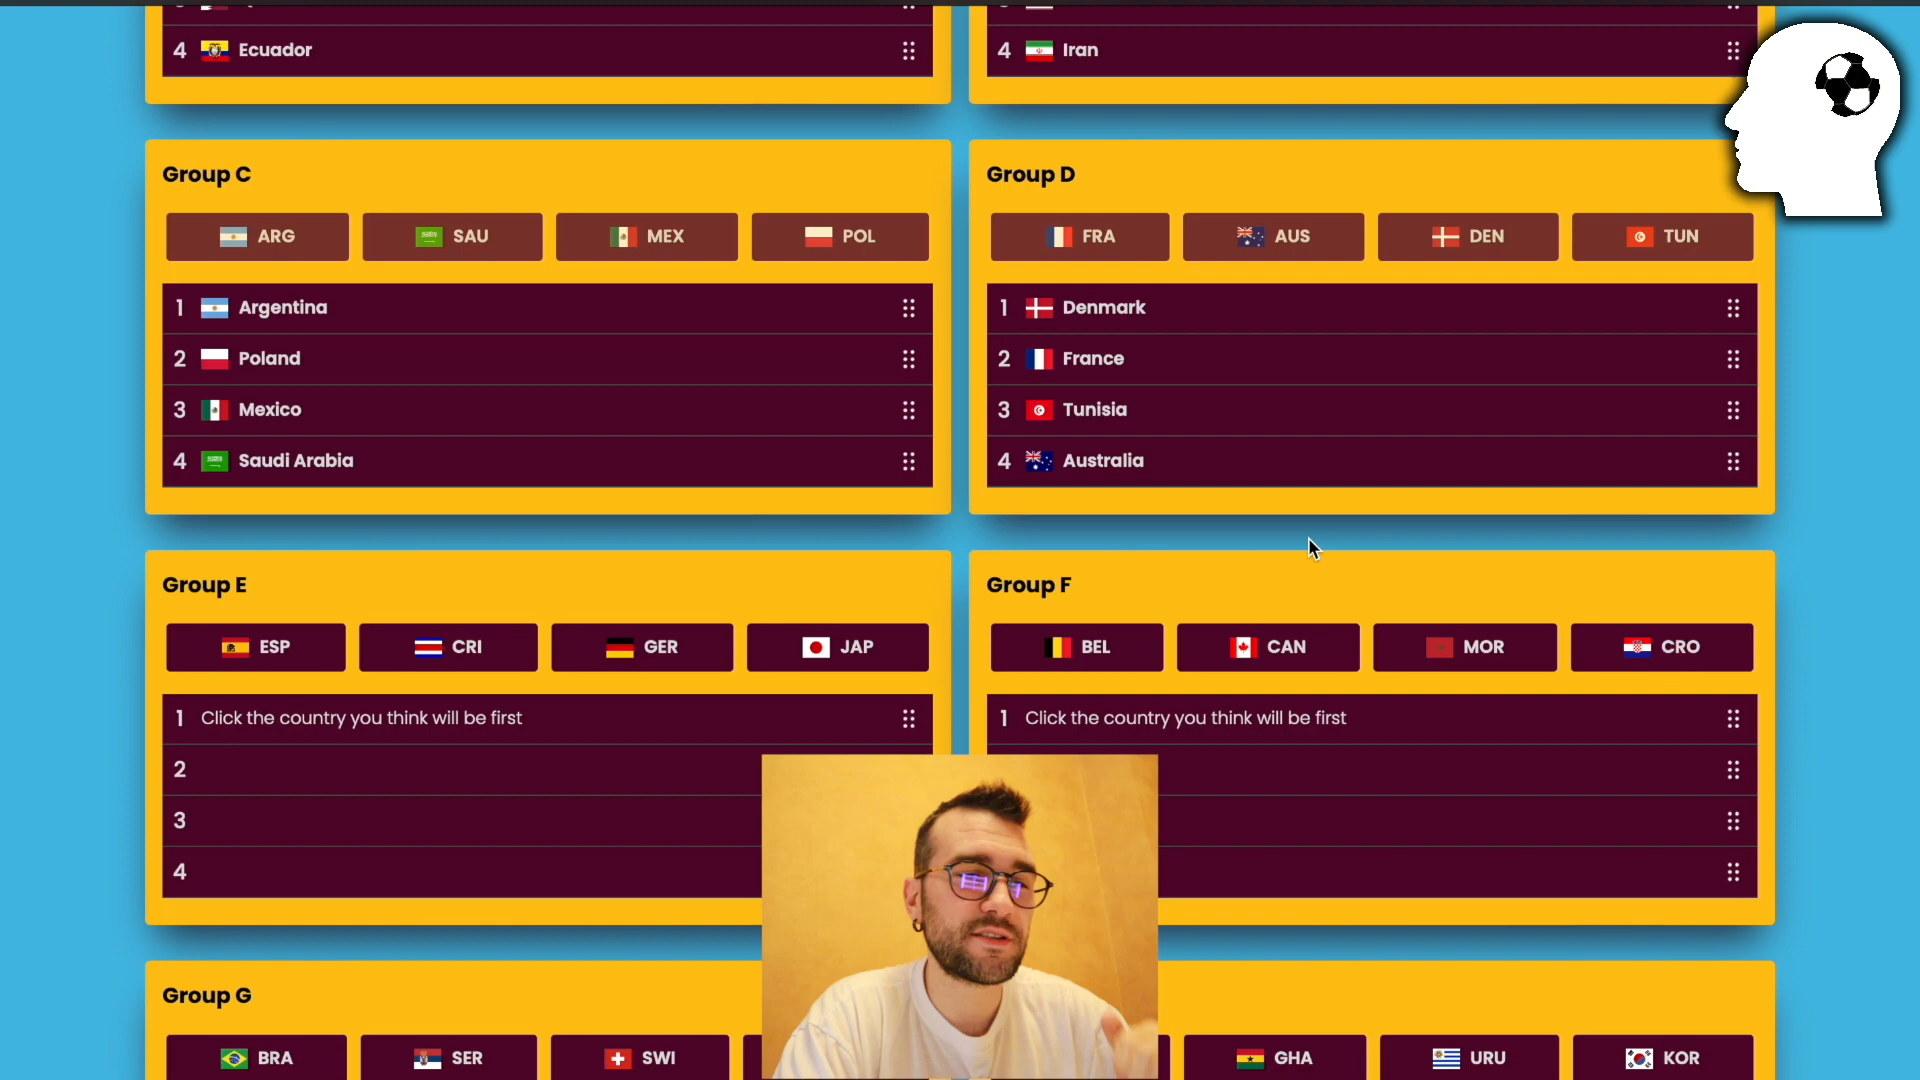 4 Ecuador
4 Iran
Group C
ARG SAU MEX POL
1 Argentina
2 Poland
3 Mexico
4 Saudi Arabia
Group D
FRA AUS DEN TUN
1 Denmark
2 France
3 Tunisia
4 Australia
Group E
ESP CRI GER JAP
1 Click the country you think will be first
2
3
4
Group F
BEL CAN MOR CRO
1 Click the country you think will be first
Group G
BRA SER SWI
GHA URU KOR